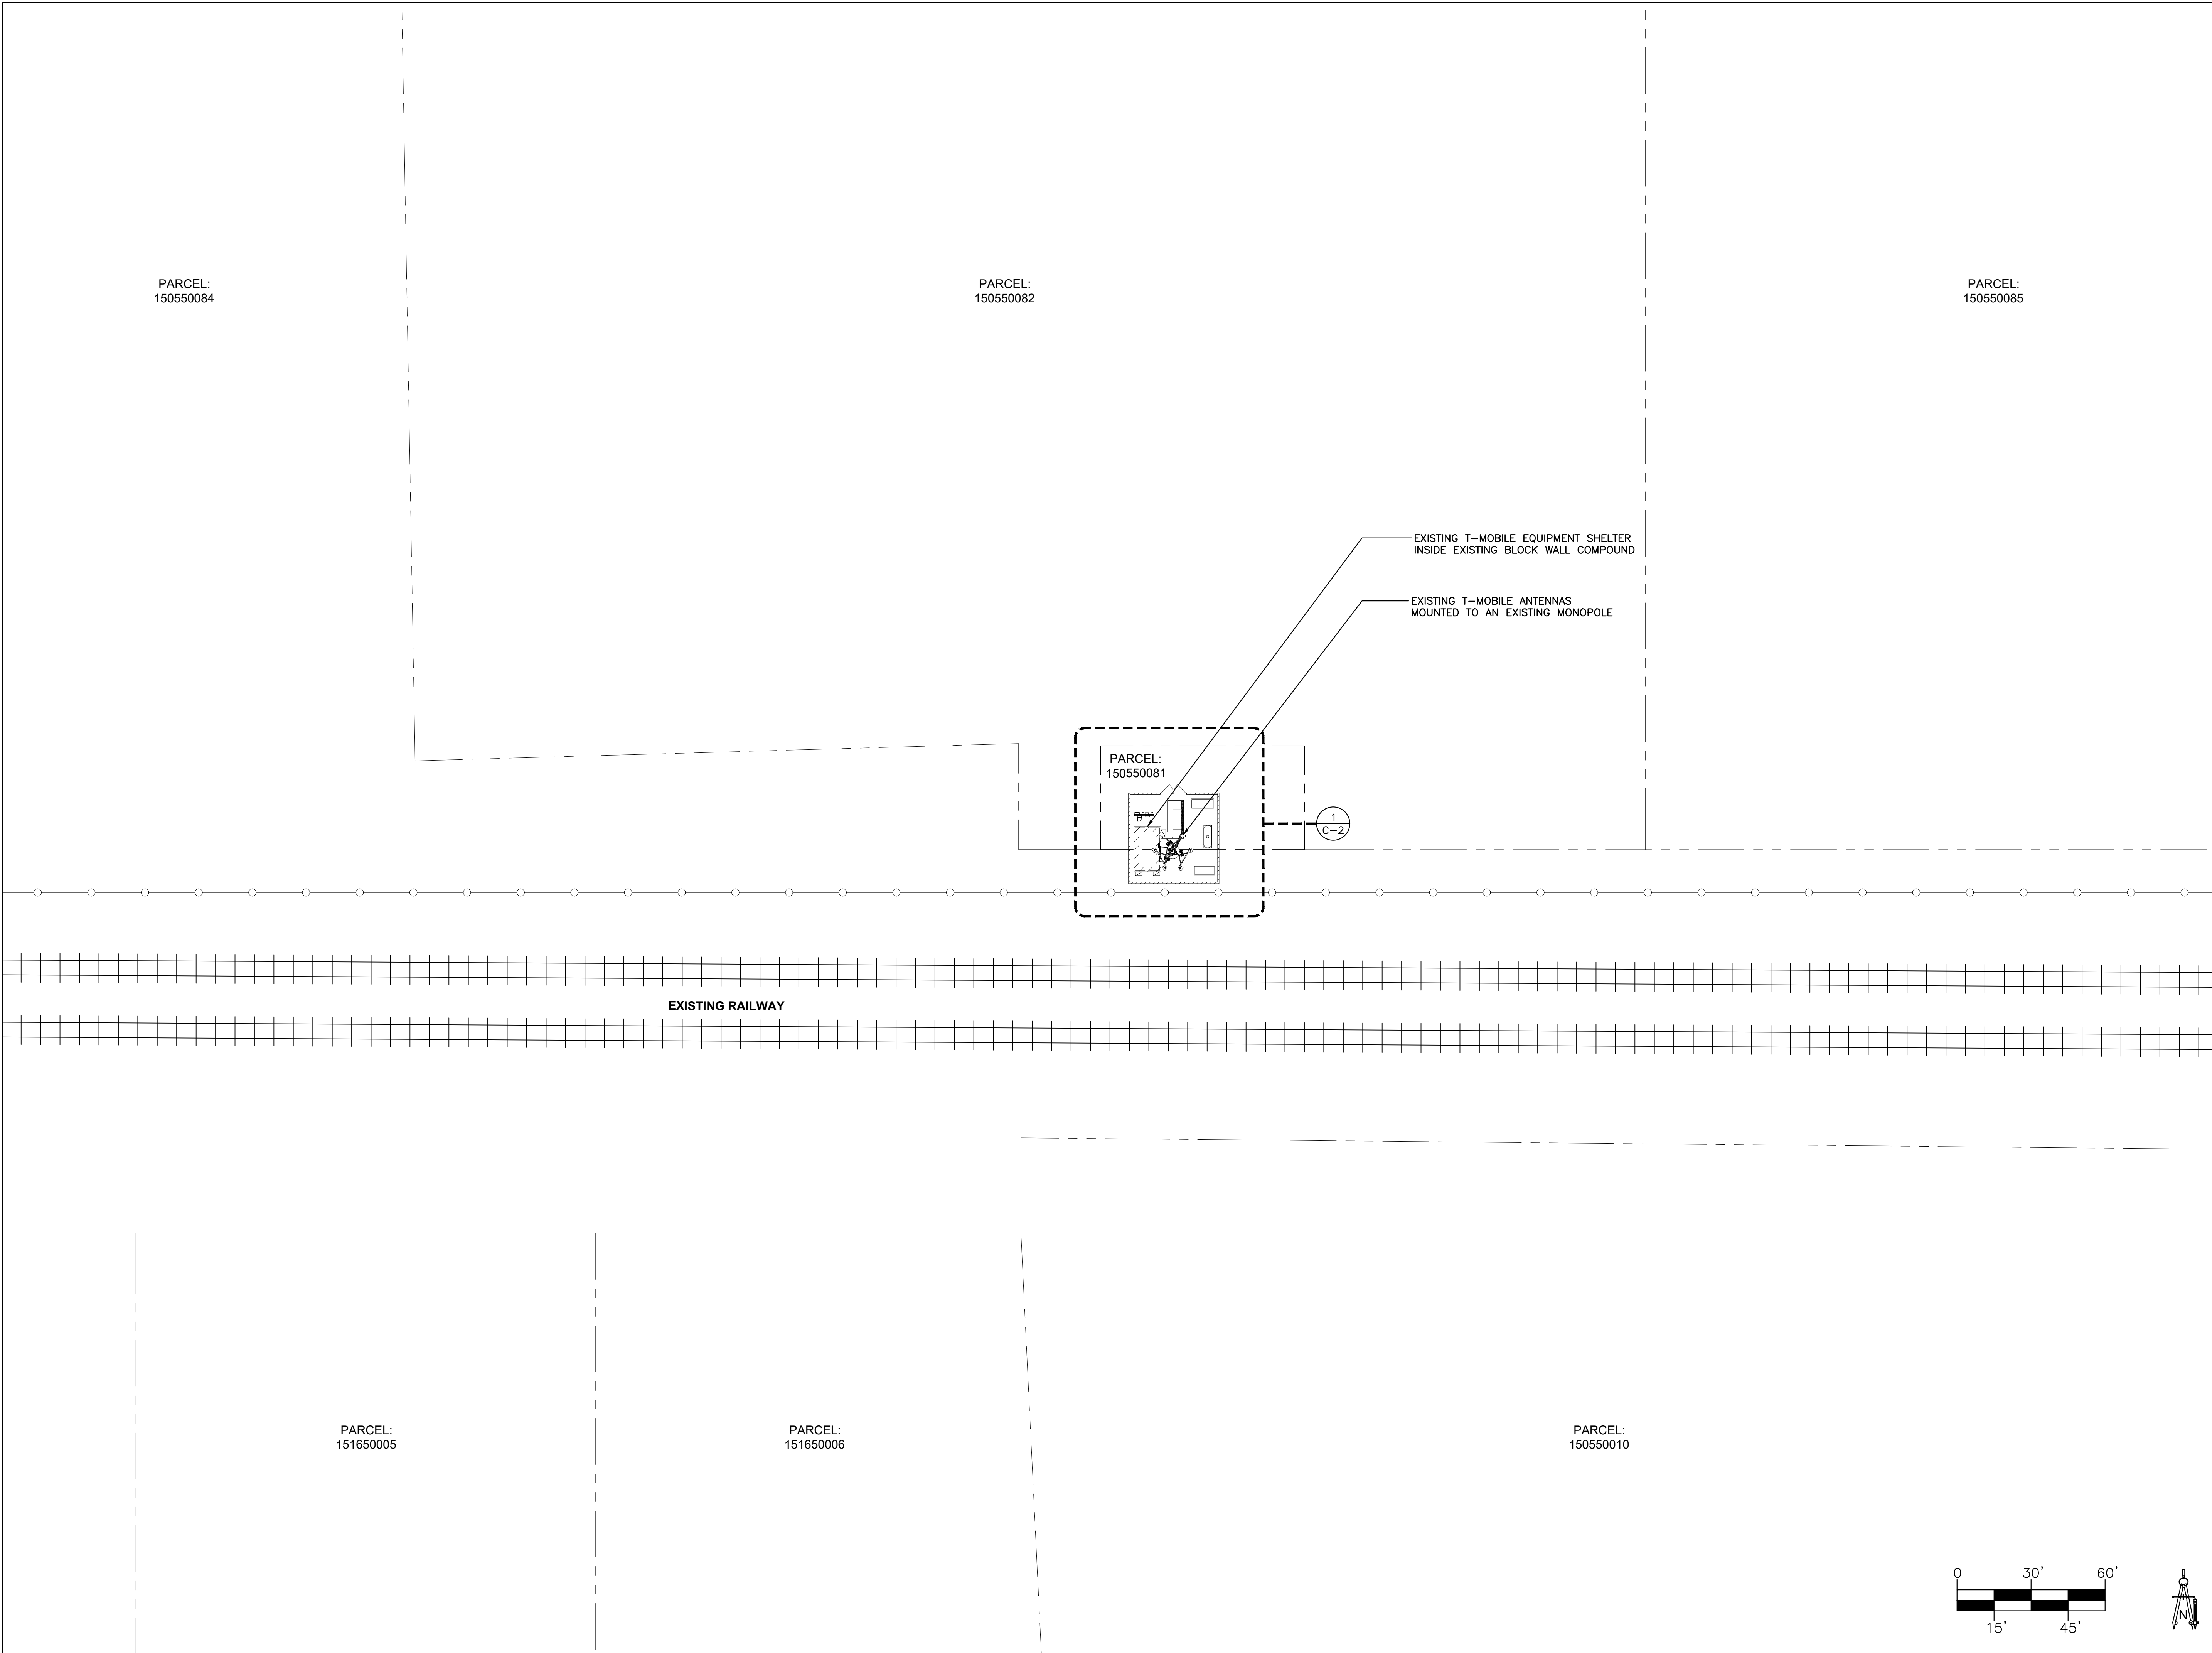 PARCEL:
150550084
PARCEL:
150550082
PARCEL:
150550085
EXISTING T-MOBILE EQUIPMENT SHELTER
INSIDE EXISTING BLOCK WALL COMPOUND
EXISTING T-MOBILE ANTENNAS
MOUNTED TO AN EXISTING MONOPOLE
PARCEL:
150550081
1
C-2
EXISTING RAILWAY
PARCEL:
151650005
PARCEL:
151650006
PARCEL:
150550010
0 30' 60'
15' 45'
N